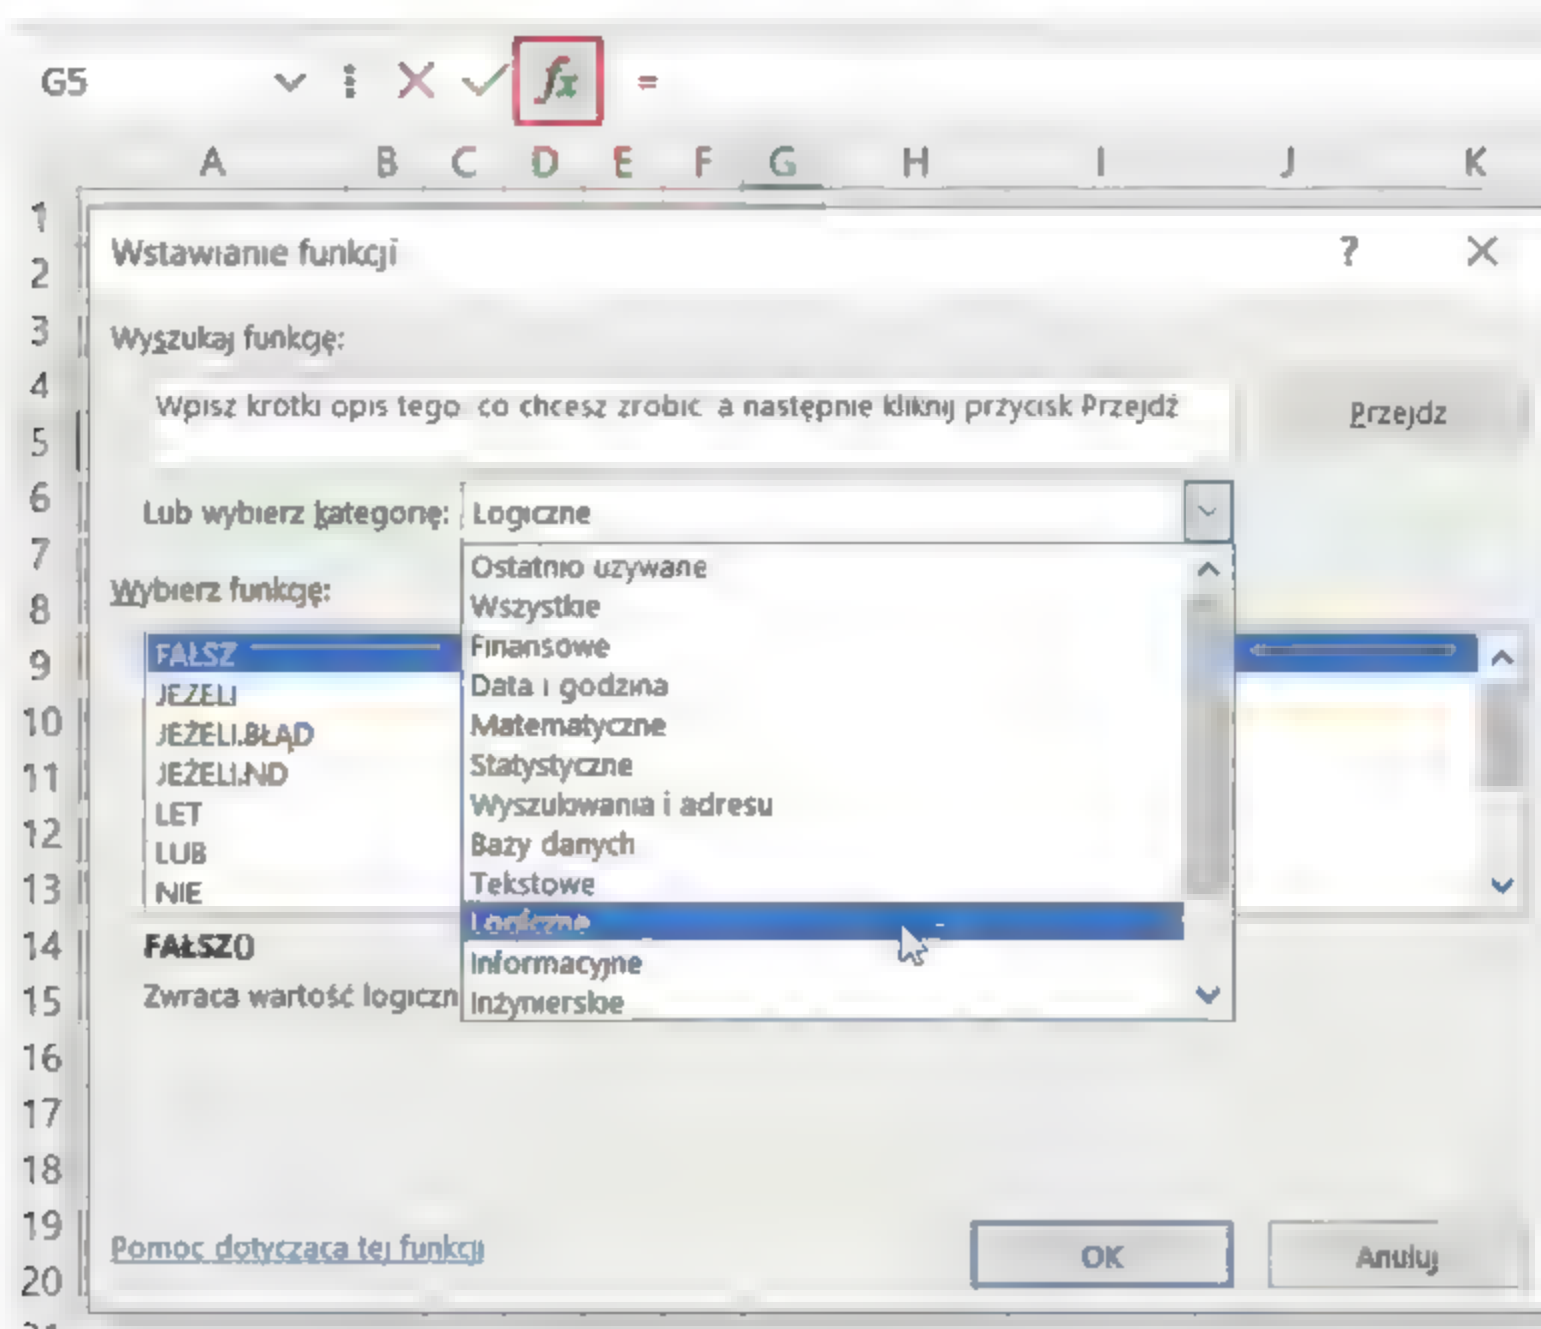 G5 fx =
A B C D E F G H I J K
1
Wstawianie funkcji ?
2
Wyszukaj funkcję:
3
4
Wpisz krótki opis tego, co chcesz zrobić, a następnie kliknij przycisk Przejdź
Przejdź
5
6
Lub wybierz kategorię: Logiczne
7
Ostatnio używane
Wybierz funkcję:
8
Wszystkie
9
FAŁSZ
Finansowe
JEŻELI
Data i godzina
10
JEŻELI.BŁĄD
Matematyczne
11
JEŻELI.ND
Statystyczne
LET
Wyszukiwania i adresu
12
LUB
Bazy danych
13
NIE
Tekstowe
Logiczne
14
FAŁSZ()
Informacyjne
15
Zwraca wartość logiczn
Inżynierskie
16
17
18
19
Pomoc dotycząca tej funkcji
OK
Anuluj
20